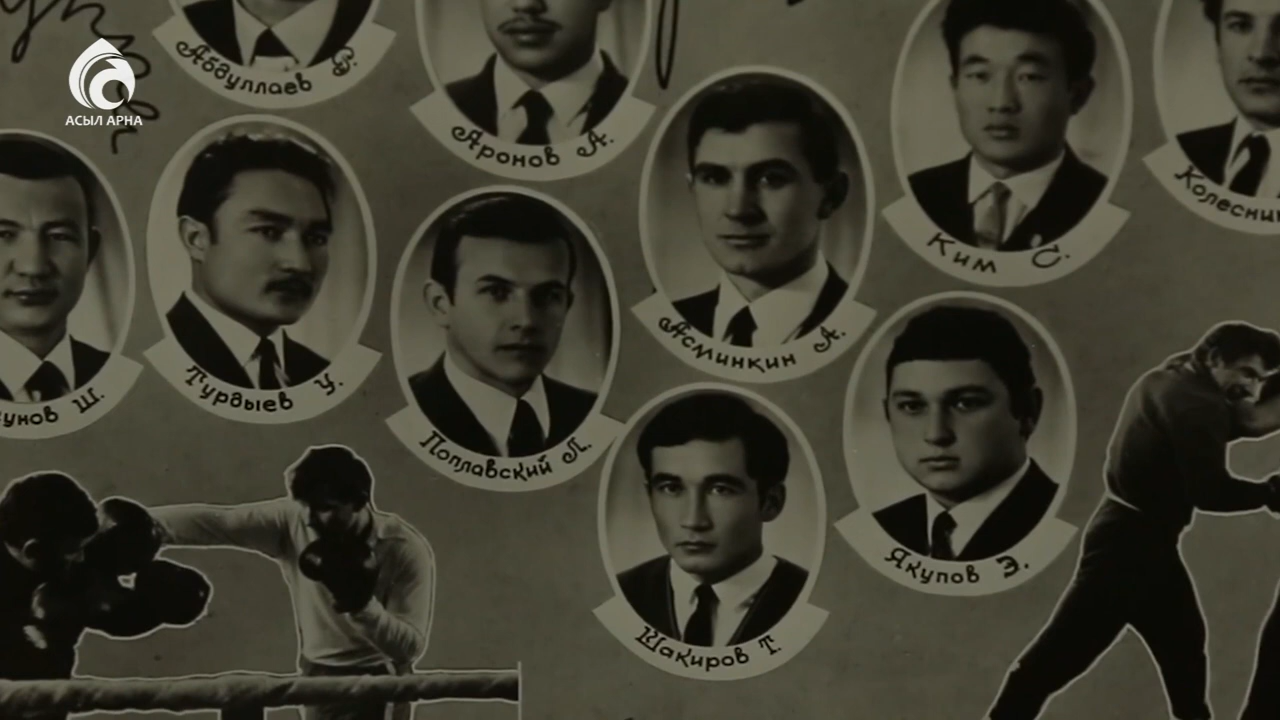 АСЫЛ АРНА
Абдуллаев Б.
Аронов А.
Ким С.
Асминкин А.
Турдыев У.
Поплавский Л.
Якупов Э.
Шакиров Т.